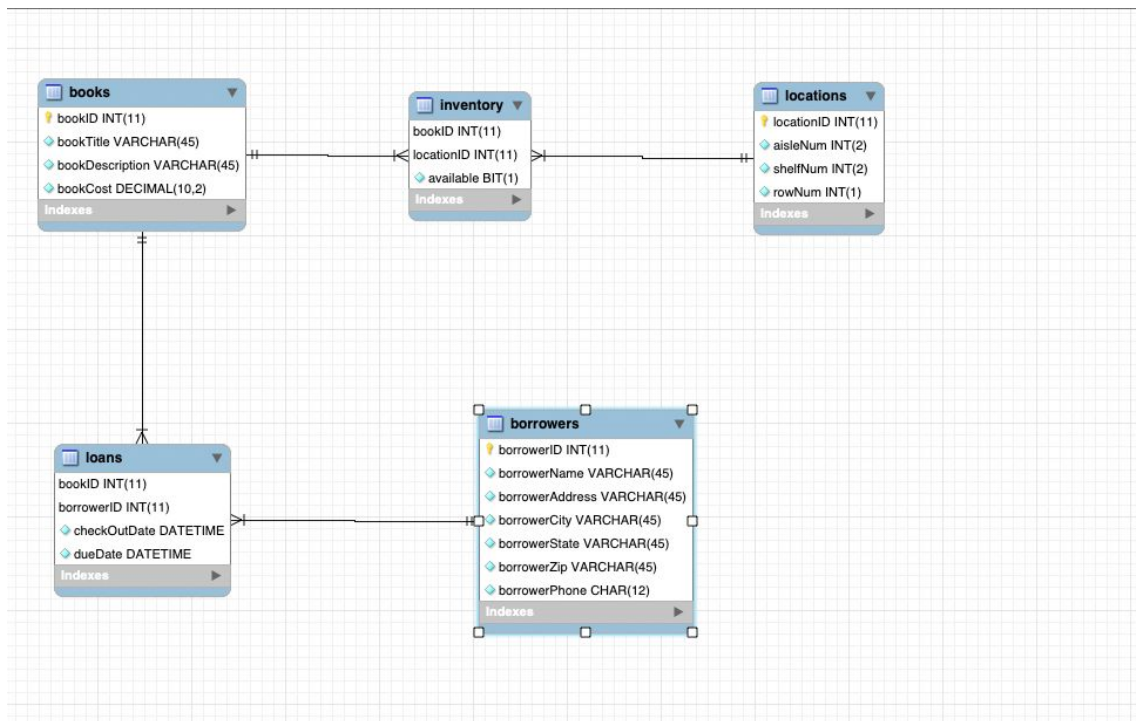 books
bookID INT(11)
bookTitle VARCHAR(45)
bookDescription VARCHAR(45)
bookCost DECIMAL(10,2)
Indexes
inventory
bookID INT(11)
locationID INT(11)
available BIT(1)
Indexes
locations
locationID INT(11)
aisleNum INT(2)
shelfNum INT(2)
rowNum INT(1)
Indexes
loans
bookID INT(11)
borrowerID INT(11)
checkOutDate DATETIME
dueDate DATETIME
Indexes
borrowers
borrowerID INT(11)
borrowerName VARCHAR(45)
borrowerAddress VARCHAR(45)
borrowerCity VARCHAR(45)
borrowerState VARCHAR(45)
borrowerZip VARCHAR(45)
borrowerPhone CHAR(12)
Indexes